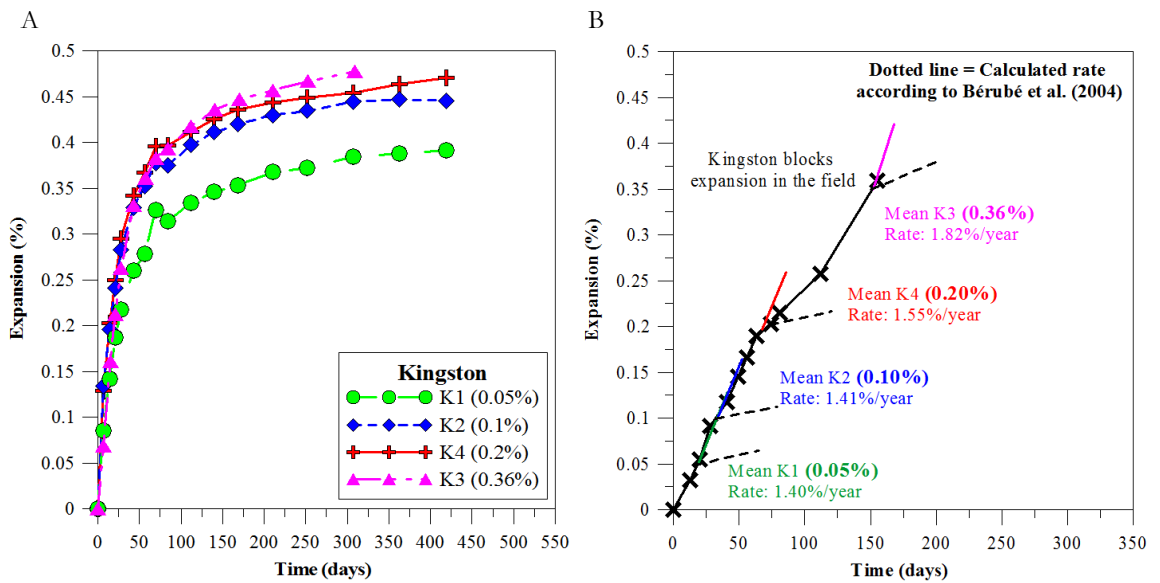 A
0.5
0.45
0.4
0.35
0.3
0.25
0.2
0.15
0.1
0.05
0
Expansion (%)
0 50 100 150 200 250 300 350 400 450 500 550
Time (days)
Kingston
K1 (0.05%)
K2 (0.1%)
K4 (0.2%)
K3 (0.36%)
B
0.5
0.45
0.4
0.35
0.3
0.25
0.2
0.15
0.1
0.05
0
Expansion (%)
0 50 100 150 200 250 300 350
Time (days)
Dotted line = Calculated rate
according to Bérubé et al. (2004)
Kingston blocks
expansion in the field
Mean K3 (0.36%)
Rate: 1.82%/year
Mean K4 (0.20%)
Rate: 1.55%/year
Mean K2 (0.10%)
Rate: 1.41%/year
Mean K1 (0.05%)
Rate: 1.40%/year